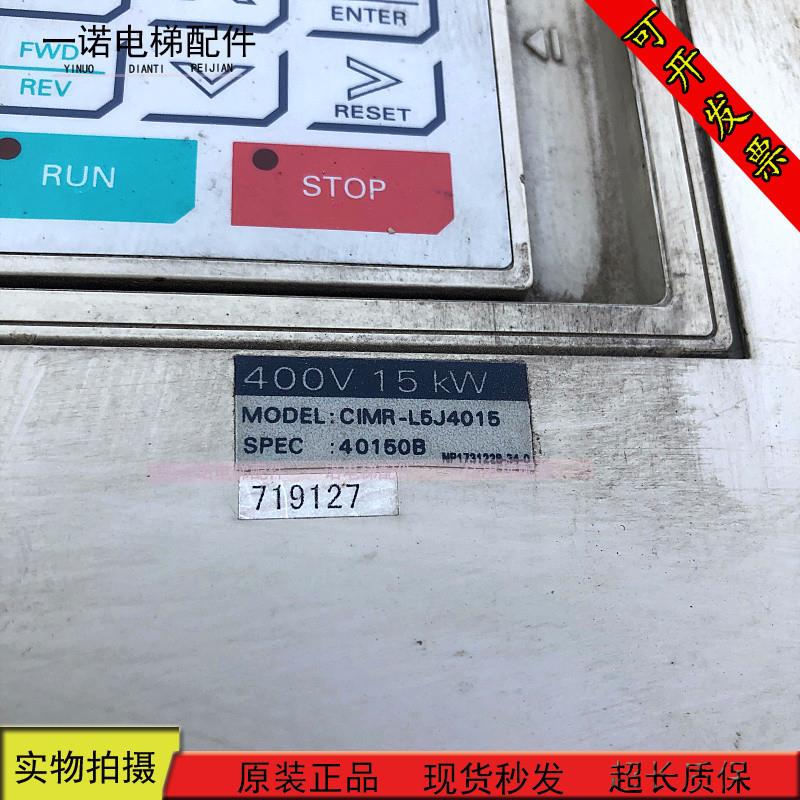 一诺电梯配件
YINUO DIANTI PEIJIAN
可开发票
ENTER
FWD
REV
RESET
RUN
STOP
400V 15 kW
MODEL:CIMR-L5J4015
SPEC :40150B
719127
实物拍摄
原装正品 现货秒发 超长质保